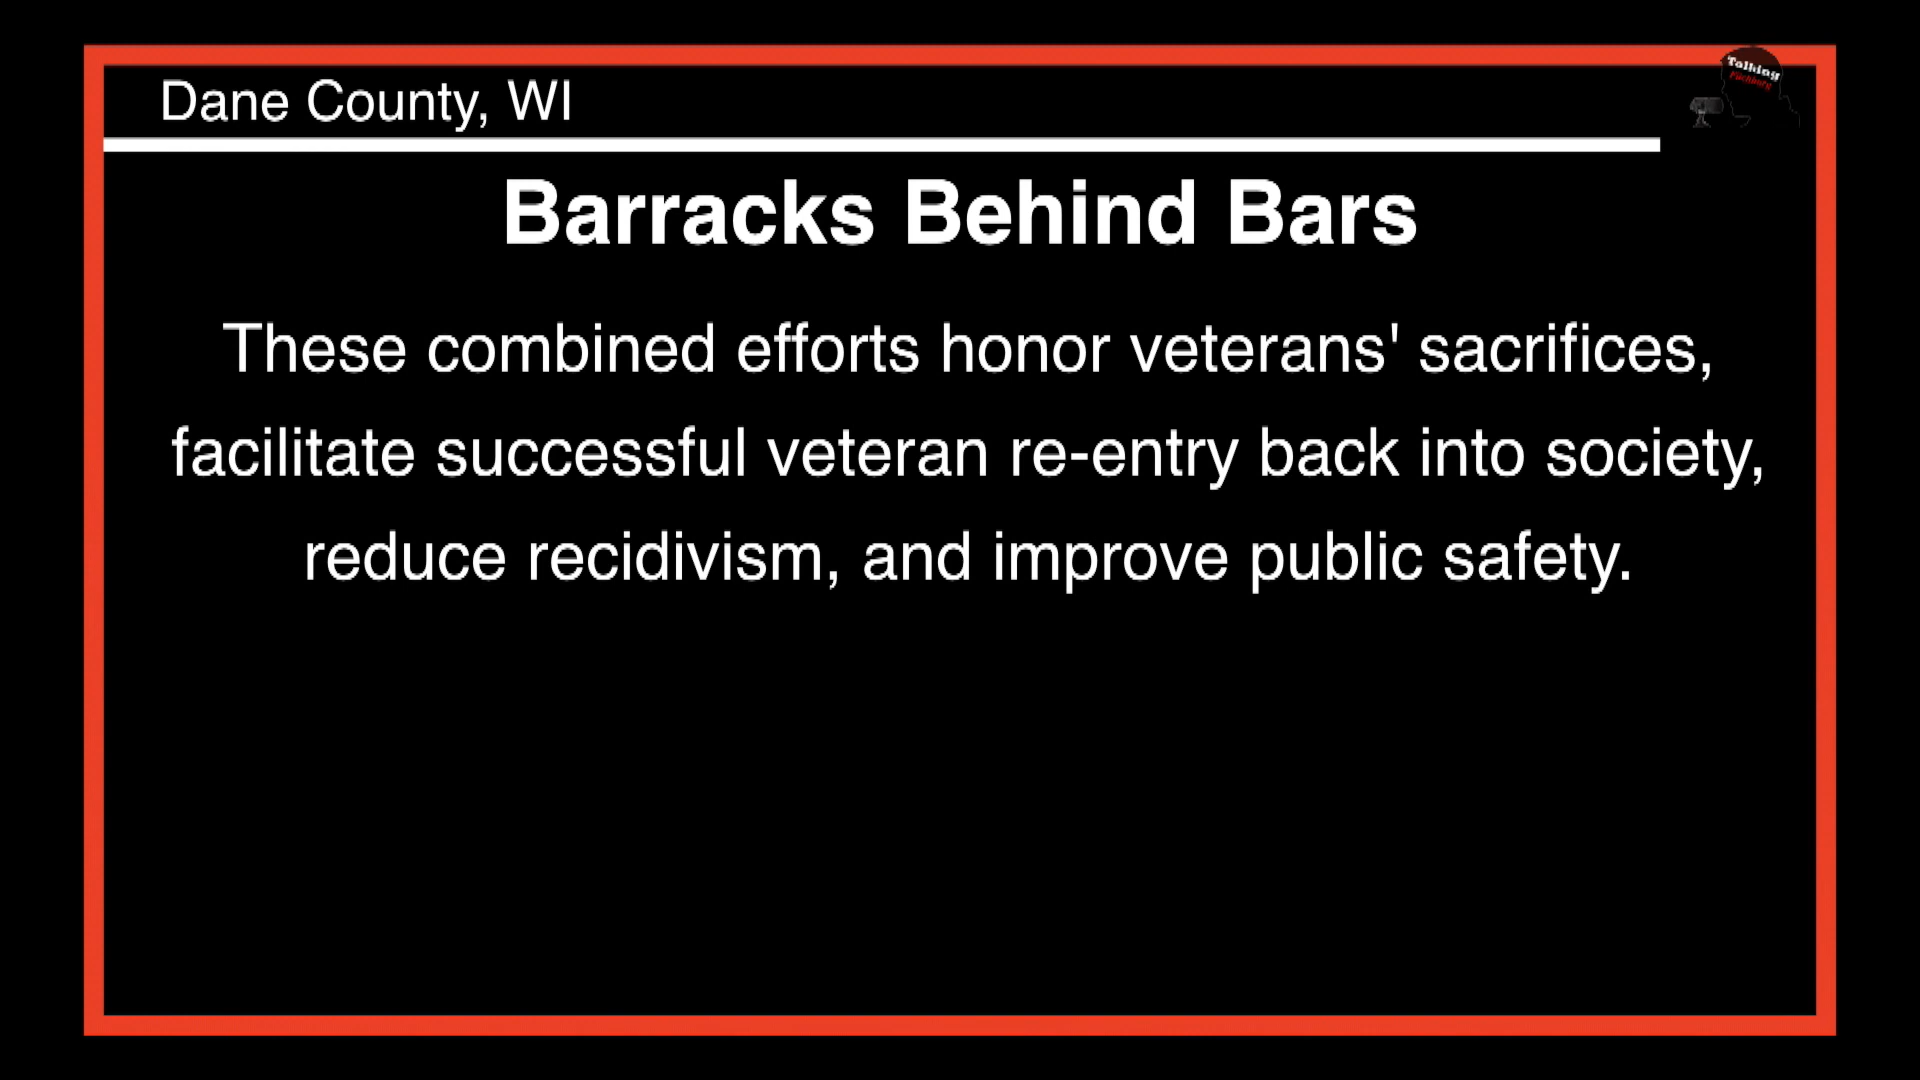 Dane County, WI
Talking
Fitchburg
Barracks Behind Bars
These combined efforts honor veterans' sacrifices,
facilitate successful veteran re-entry back into society,
reduce recidivism, and improve public safety.